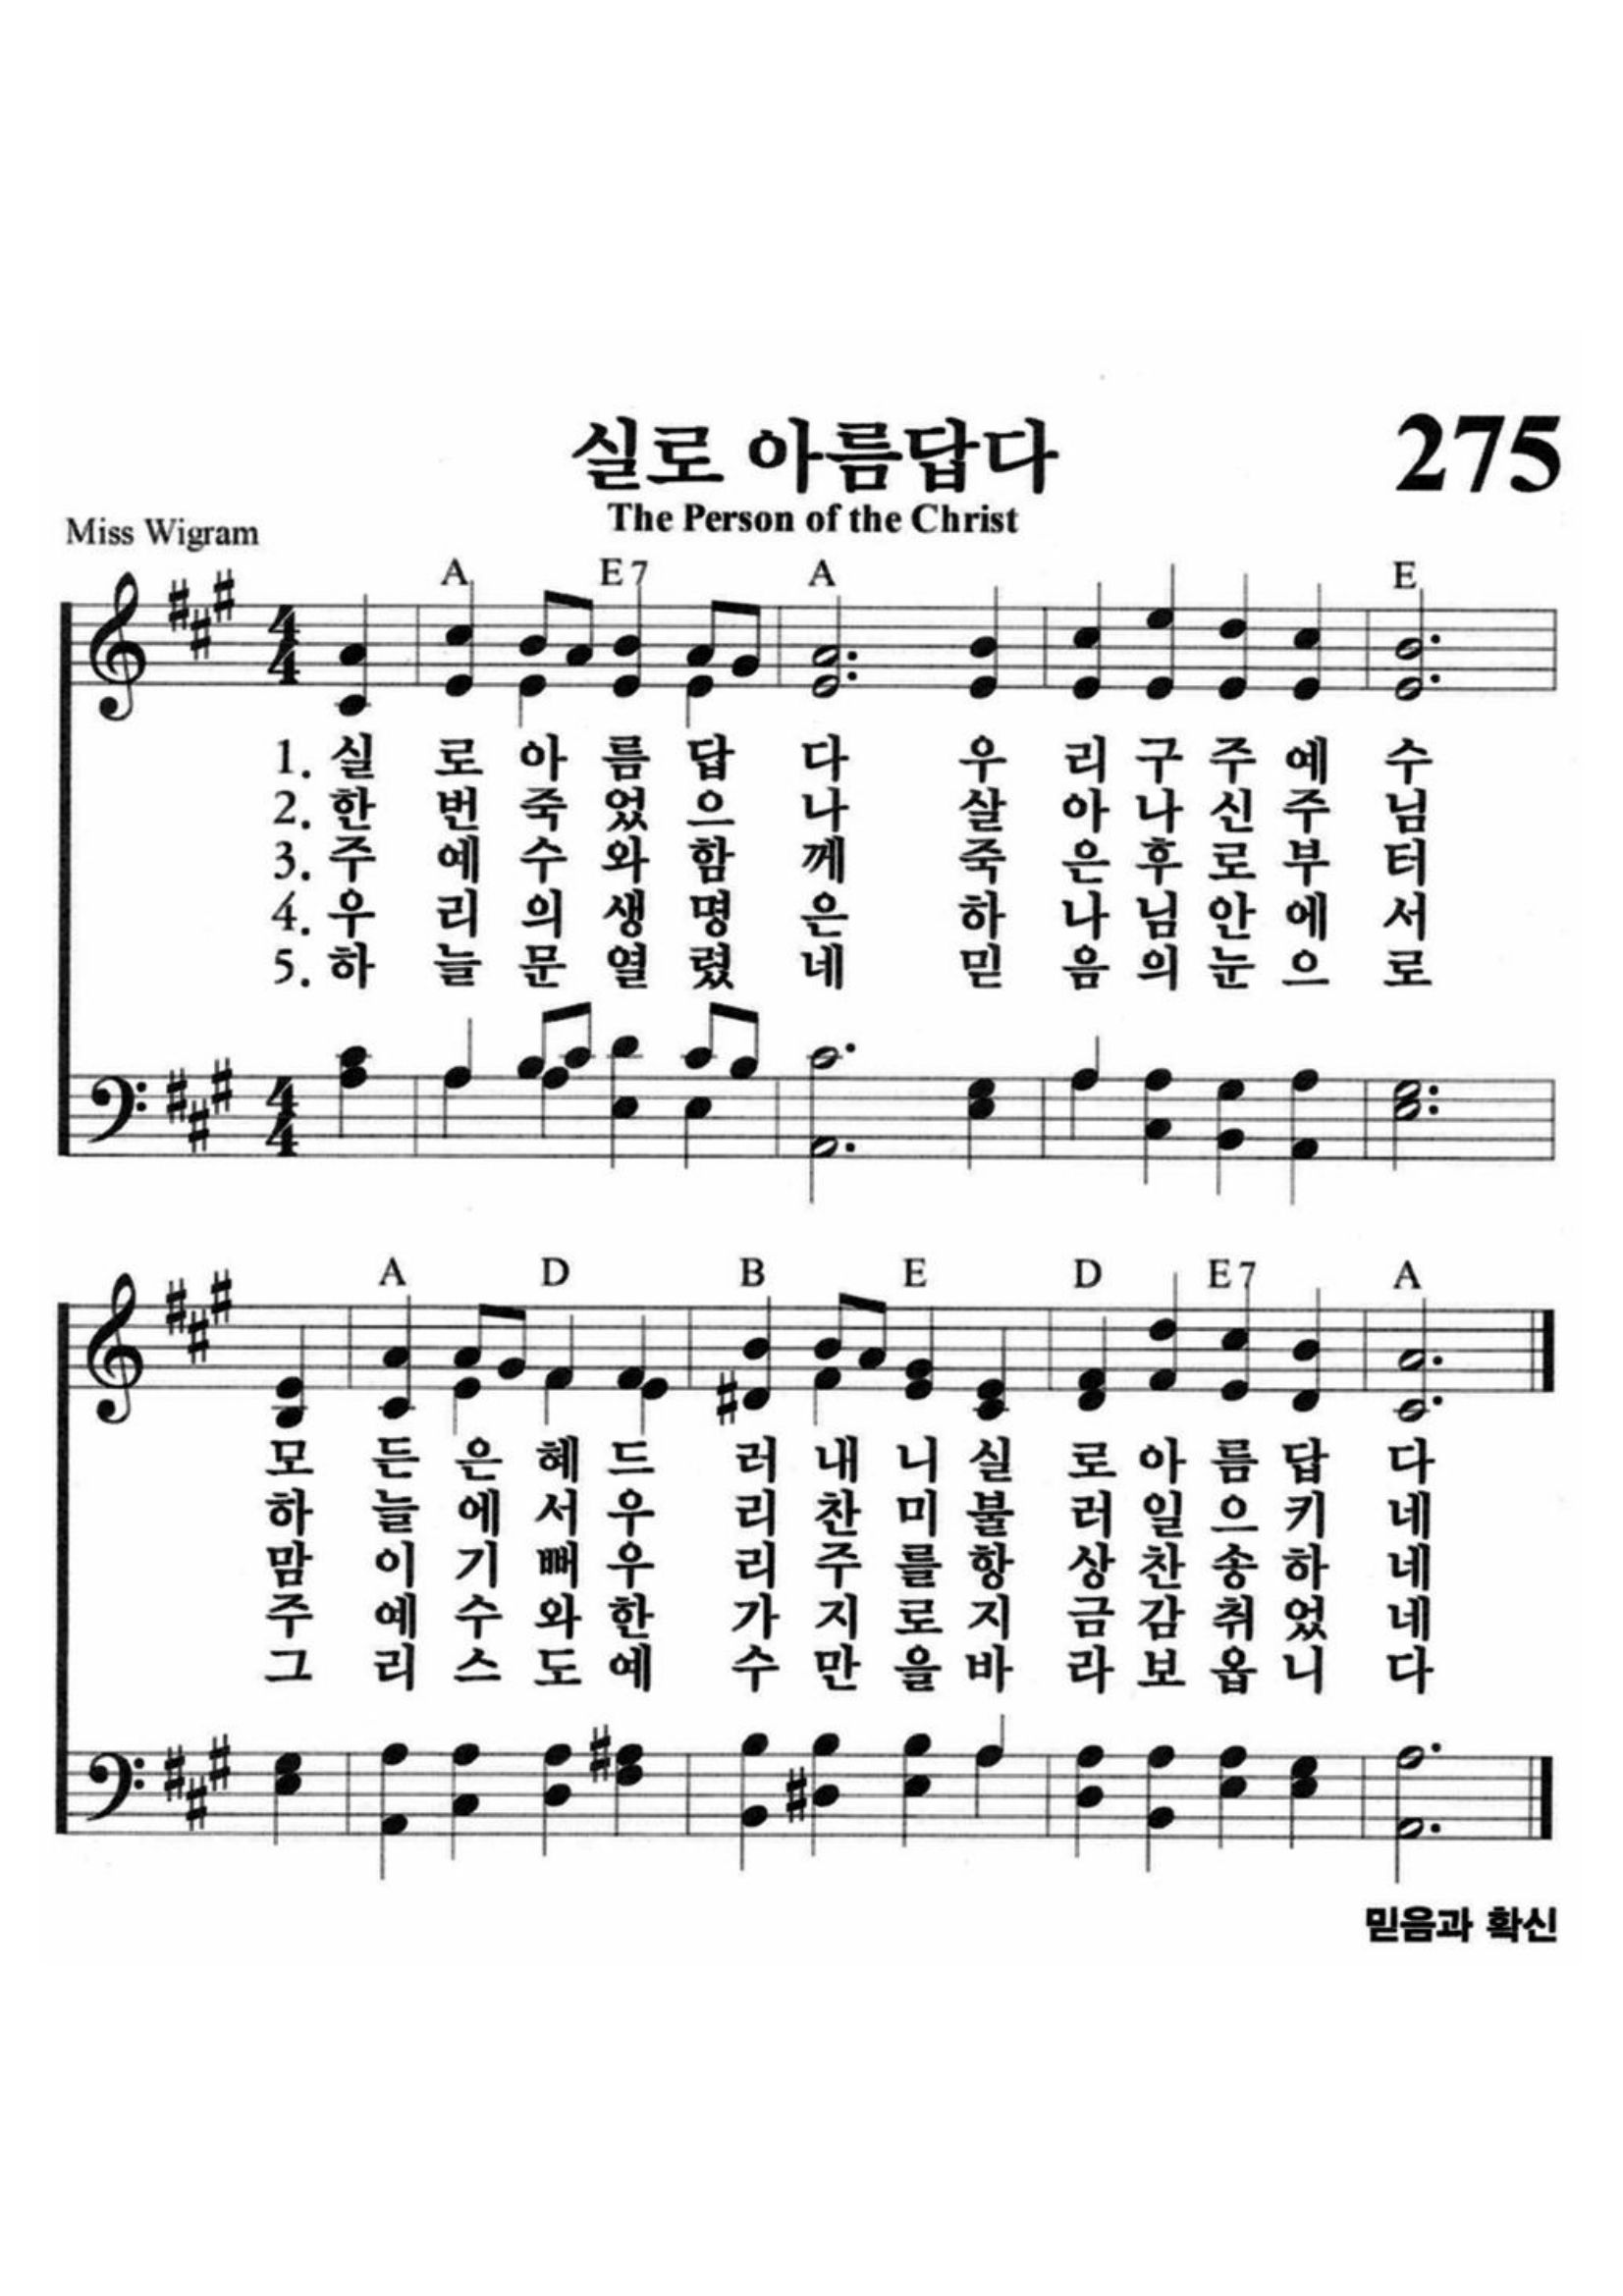 실로 아름답다
275
The Person of the Christ
Miss Wigram
A E7 A E
4/4
1. 실 로 아 름 답 다 우 리 구 주 예 수
2. 한 번 죽 었 으 나 살 아 나 신 주 님
3. 주 예 수 와 함 께 죽 은 후 로 부 터
4. 우 리 의 생 명 은 하 나 님 안 에 서
5. 하 늘 문 열 렸 네 믿 음 의 눈 으 로
4/4
A D B E D E7 A
모 든 은 혜 드 러 내 니 실 로 아 름 답 다
하 늘 에 서 우 리 찬 미 불 러 일 으 키 네
맘 이 기 뻐 우 리 주 를 항 상 찬 송 하 네
주 예 수 와 한 가 지 로 지 금 감 취 었 네
그 리 스 도 예 수 만 을 바 라 보 옵 니 다
믿음과 확신